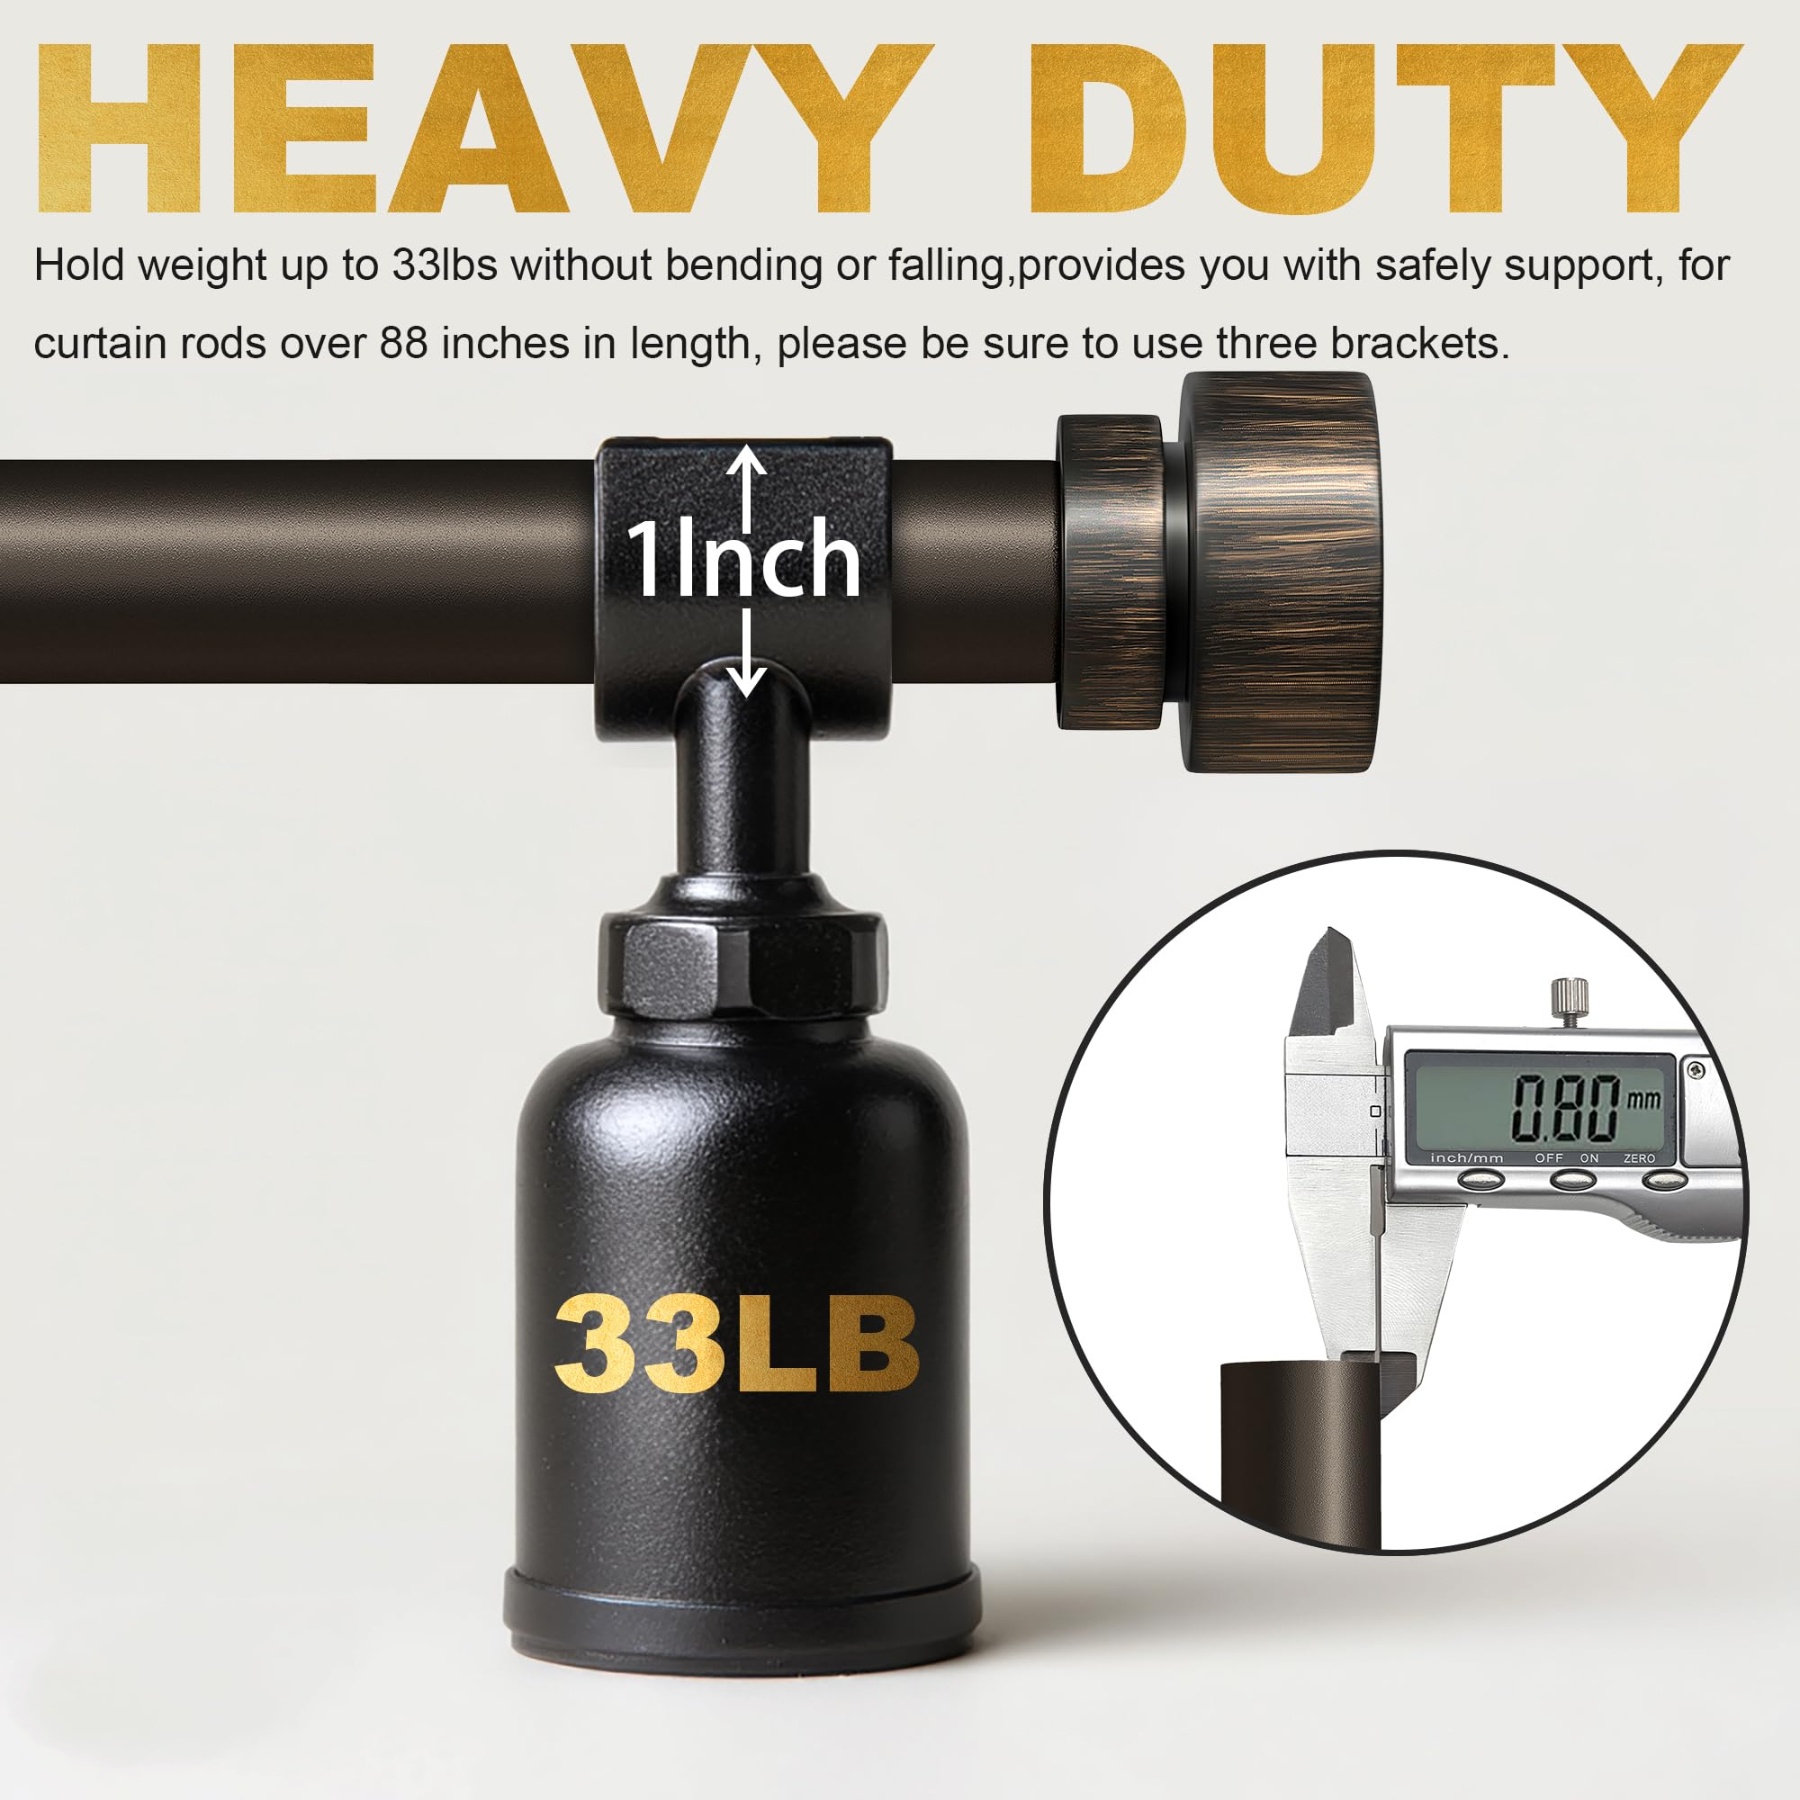 HEAVY DUTY
Hold weight up to 33lbs without bending or falling,provides you with safely support, for
curtain rods over 88 inches in length, please be sure to use three brackets.
1Inch
0.80 mm
inch/mm OFF ON ZERO
33LB